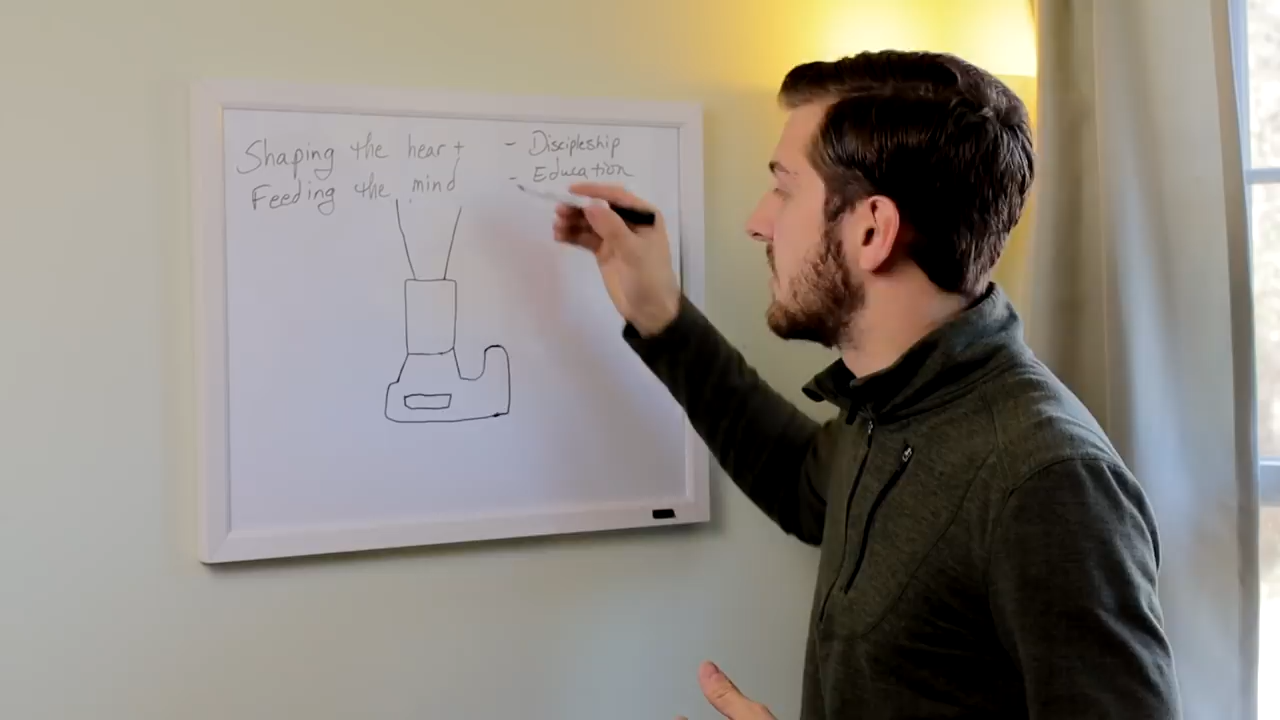 Shaping the heart - Discipleship
Feeding the mind - Education